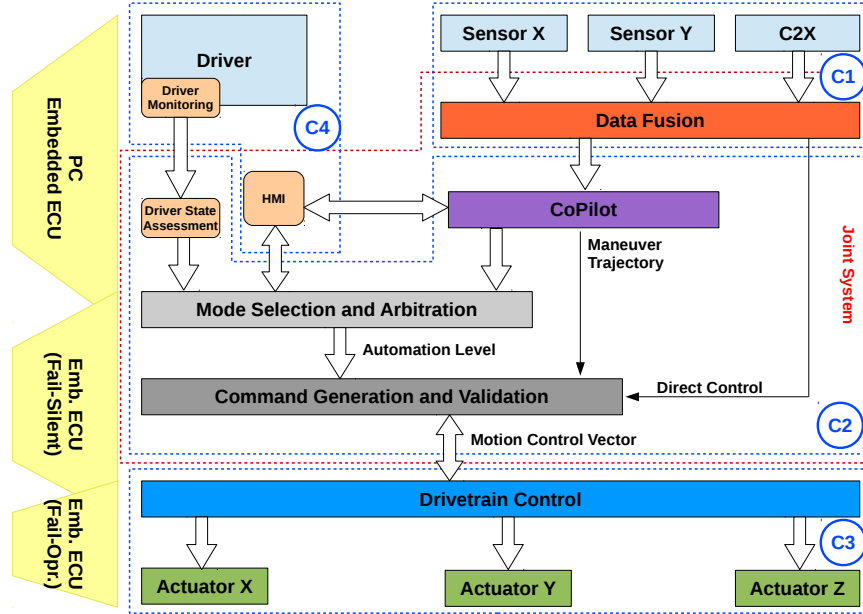 Driver
Driver
Monitoring
Sensor X
Sensor Y
C2X
C1
C4
Data Fusion
PC
Embedded ECU
Driver State
Assessment
HMI
CoPilot
Maneuver
Trajectory
Joint System
Mode Selection and Arbitration
Automation Level
Emb. ECU
(Fail-Silent)
Command Generation and Validation
Direct Control
C2
Motion Control Vector
Emb. ECU
(Fail-Opr.)
Drivetrain Control
C3
Actuator X
Actuator Y
Actuator Z